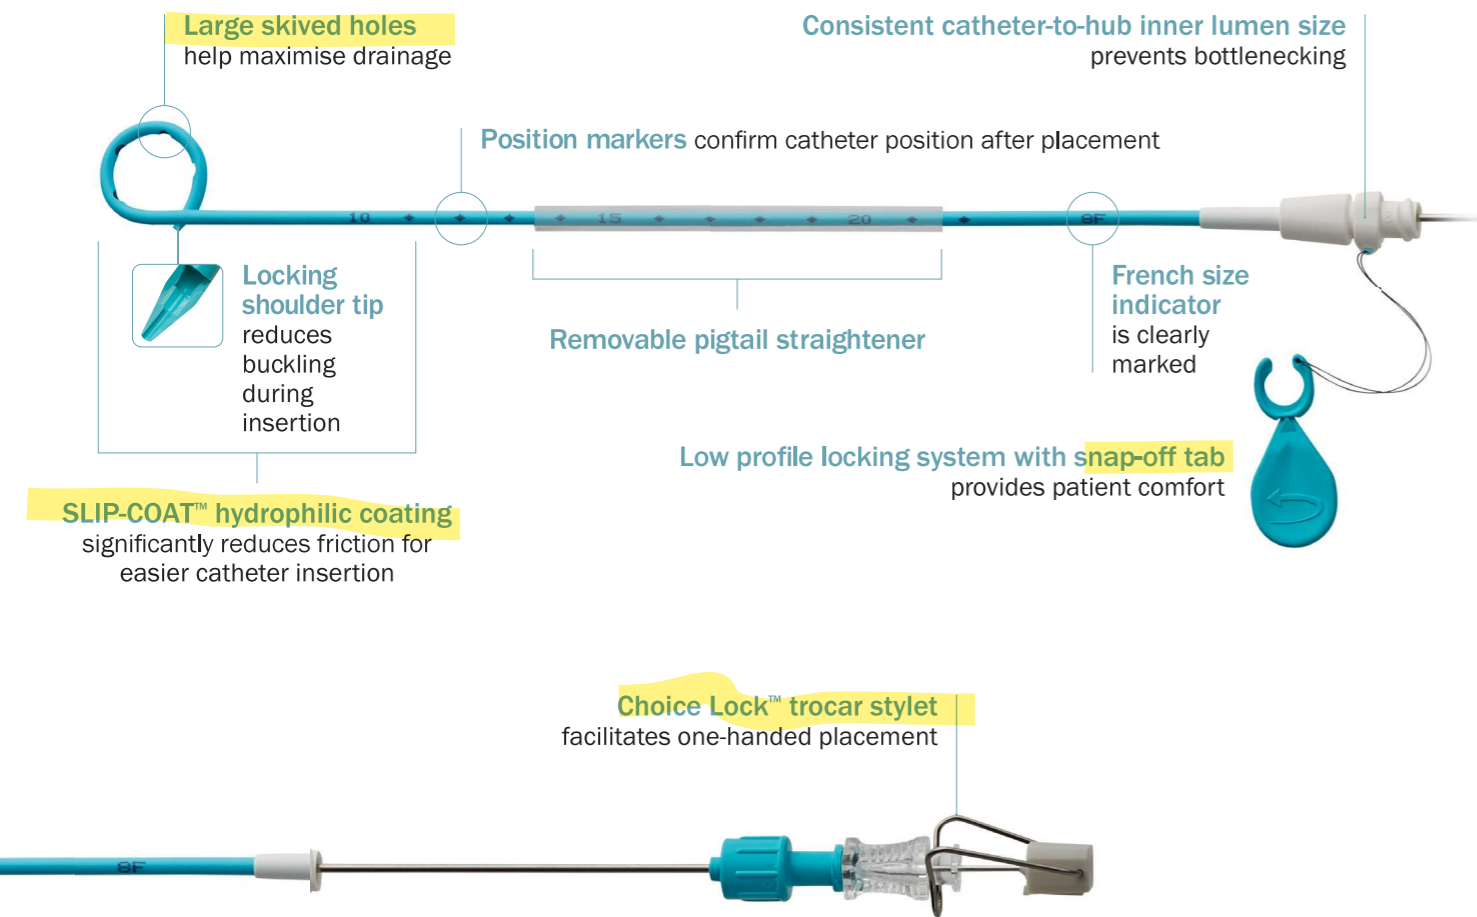 Large skived holes
help maximise drainage
Consistent catheter-to-hub inner lumen size
prevents bottlenecking
Position markers confirm catheter position after placement
10 15 20 8F
Locking
shoulder tip
reduces
buckling
during
insertion
Removable pigtail straightener
French size
indicator
is clearly
marked
Low profile locking system with snap-off tab
provides patient comfort
SLIP-COAT™ hydrophilic coating
significantly reduces friction for
easier catheter insertion
Choice Lock™ trocar stylet
facilitates one-handed placement
8F